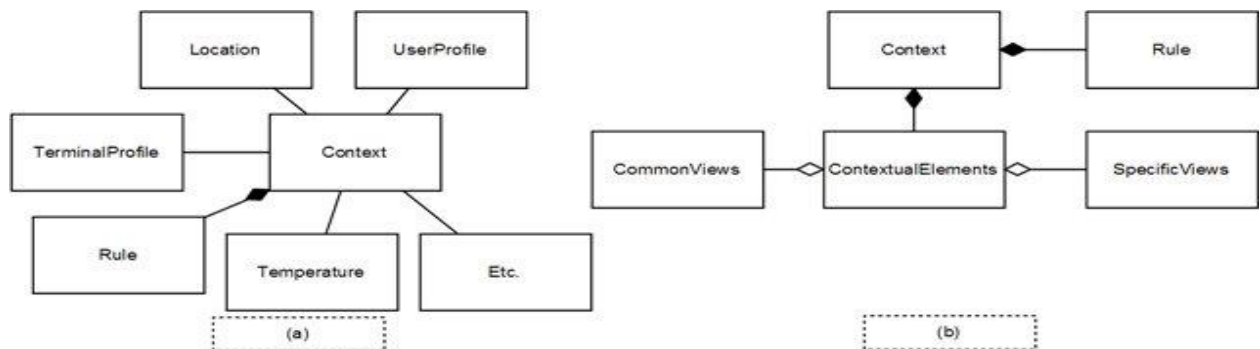 Location
UserProfile
TerminalProfile
Context
Rule
Temperature
Etc.
(a)
Context
Rule
CommonViews
ContextualElements
SpecificViews
(b)